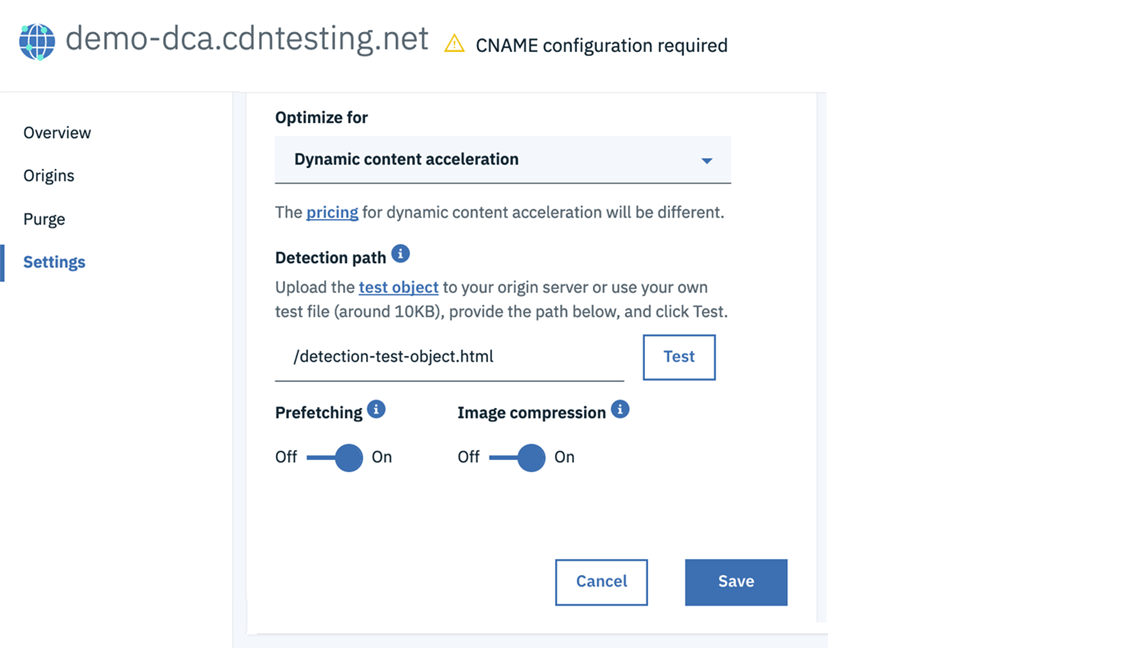 demo-dca.cdntesting.net CNAME configuration required
Overview
Origins
Purge
Settings
Optimize for
Dynamic content acceleration
The pricing for dynamic content acceleration will be different.
Detection path i
Upload the test object to your origin server or use your own
test file (around 10KB), provide the path below, and click Test.
/detection-test-object.html Test
Prefetching i Image compression i
Off On Off On
Cancel Save